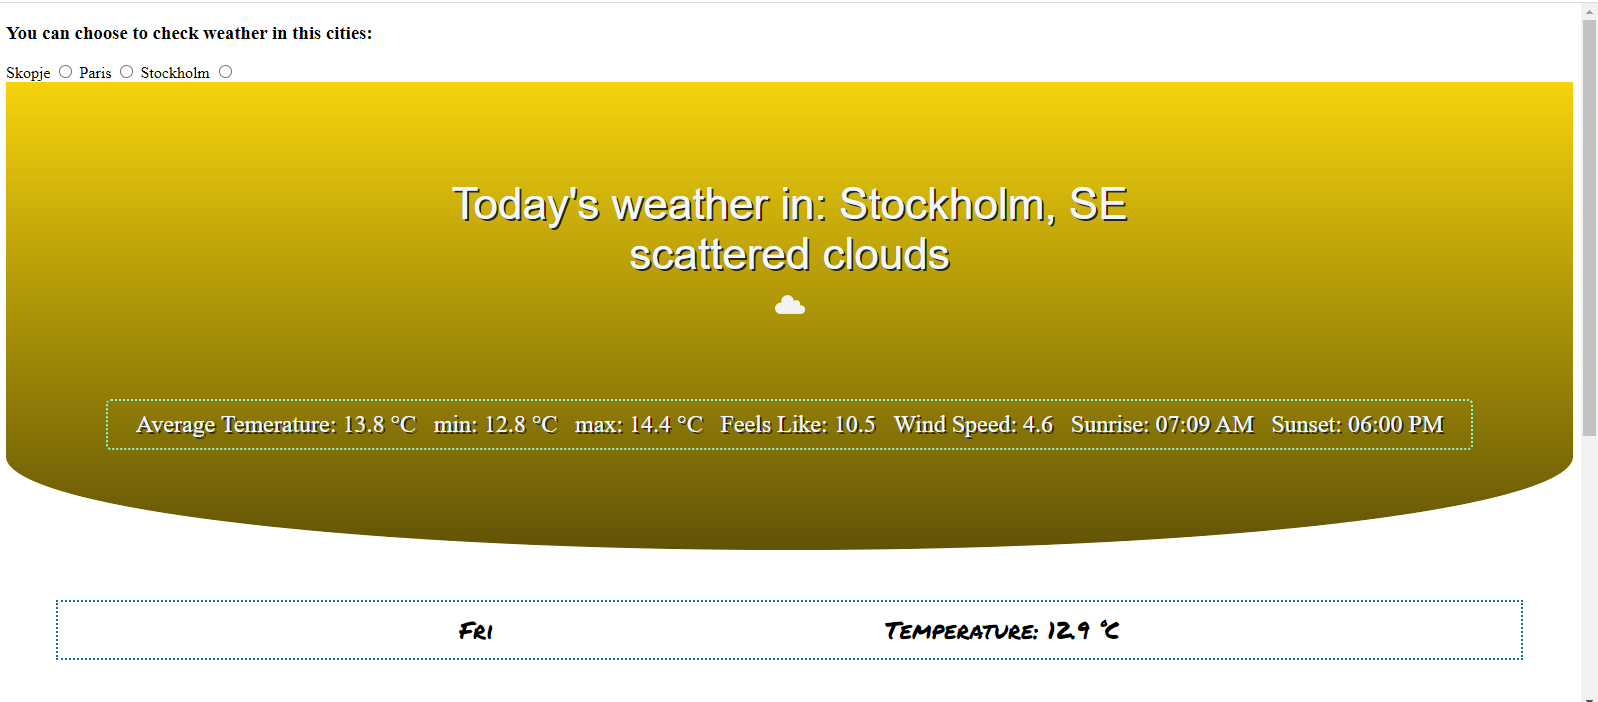 You can choose to check weather in this cities:
Skopje Paris Stockholm
Today's weather in: Stockholm, SE
scattered clouds
Average Temerature: 13.8 °C min: 12.8 °C max: 14.4 °C Feels Like: 10.5 Wind Speed: 4.6 Sunrise: 07:09 AM Sunset: 06:00 PM
Fri Temperature: 12.9 °C